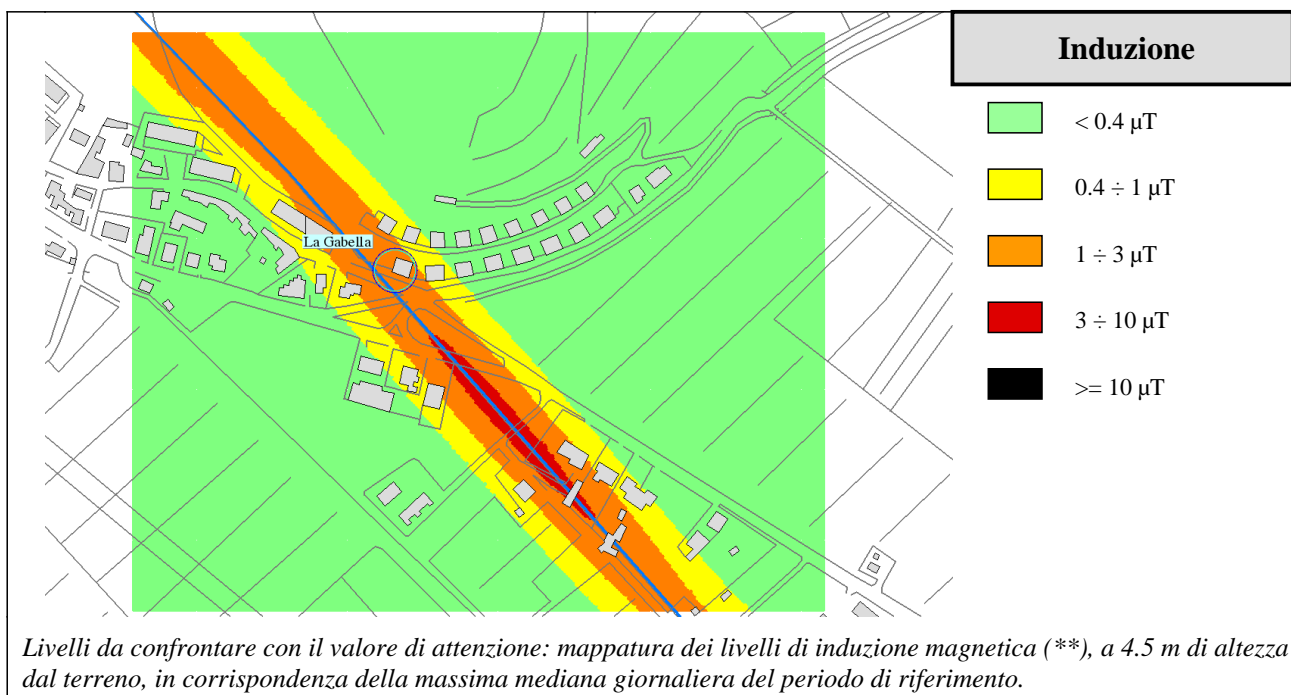 Induzione
< 0.4 µT
0.4 ÷ 1 µT
1 ÷ 3 µT
3 ÷ 10 µT
>= 10 µT
La Gabella
Livelli da confrontare con il valore di attenzione: mappatura dei livelli di induzione magnetica (**), a 4.5 m di altezza
dal terreno, in corrispondenza della massima mediana giornaliera del periodo di riferimento.